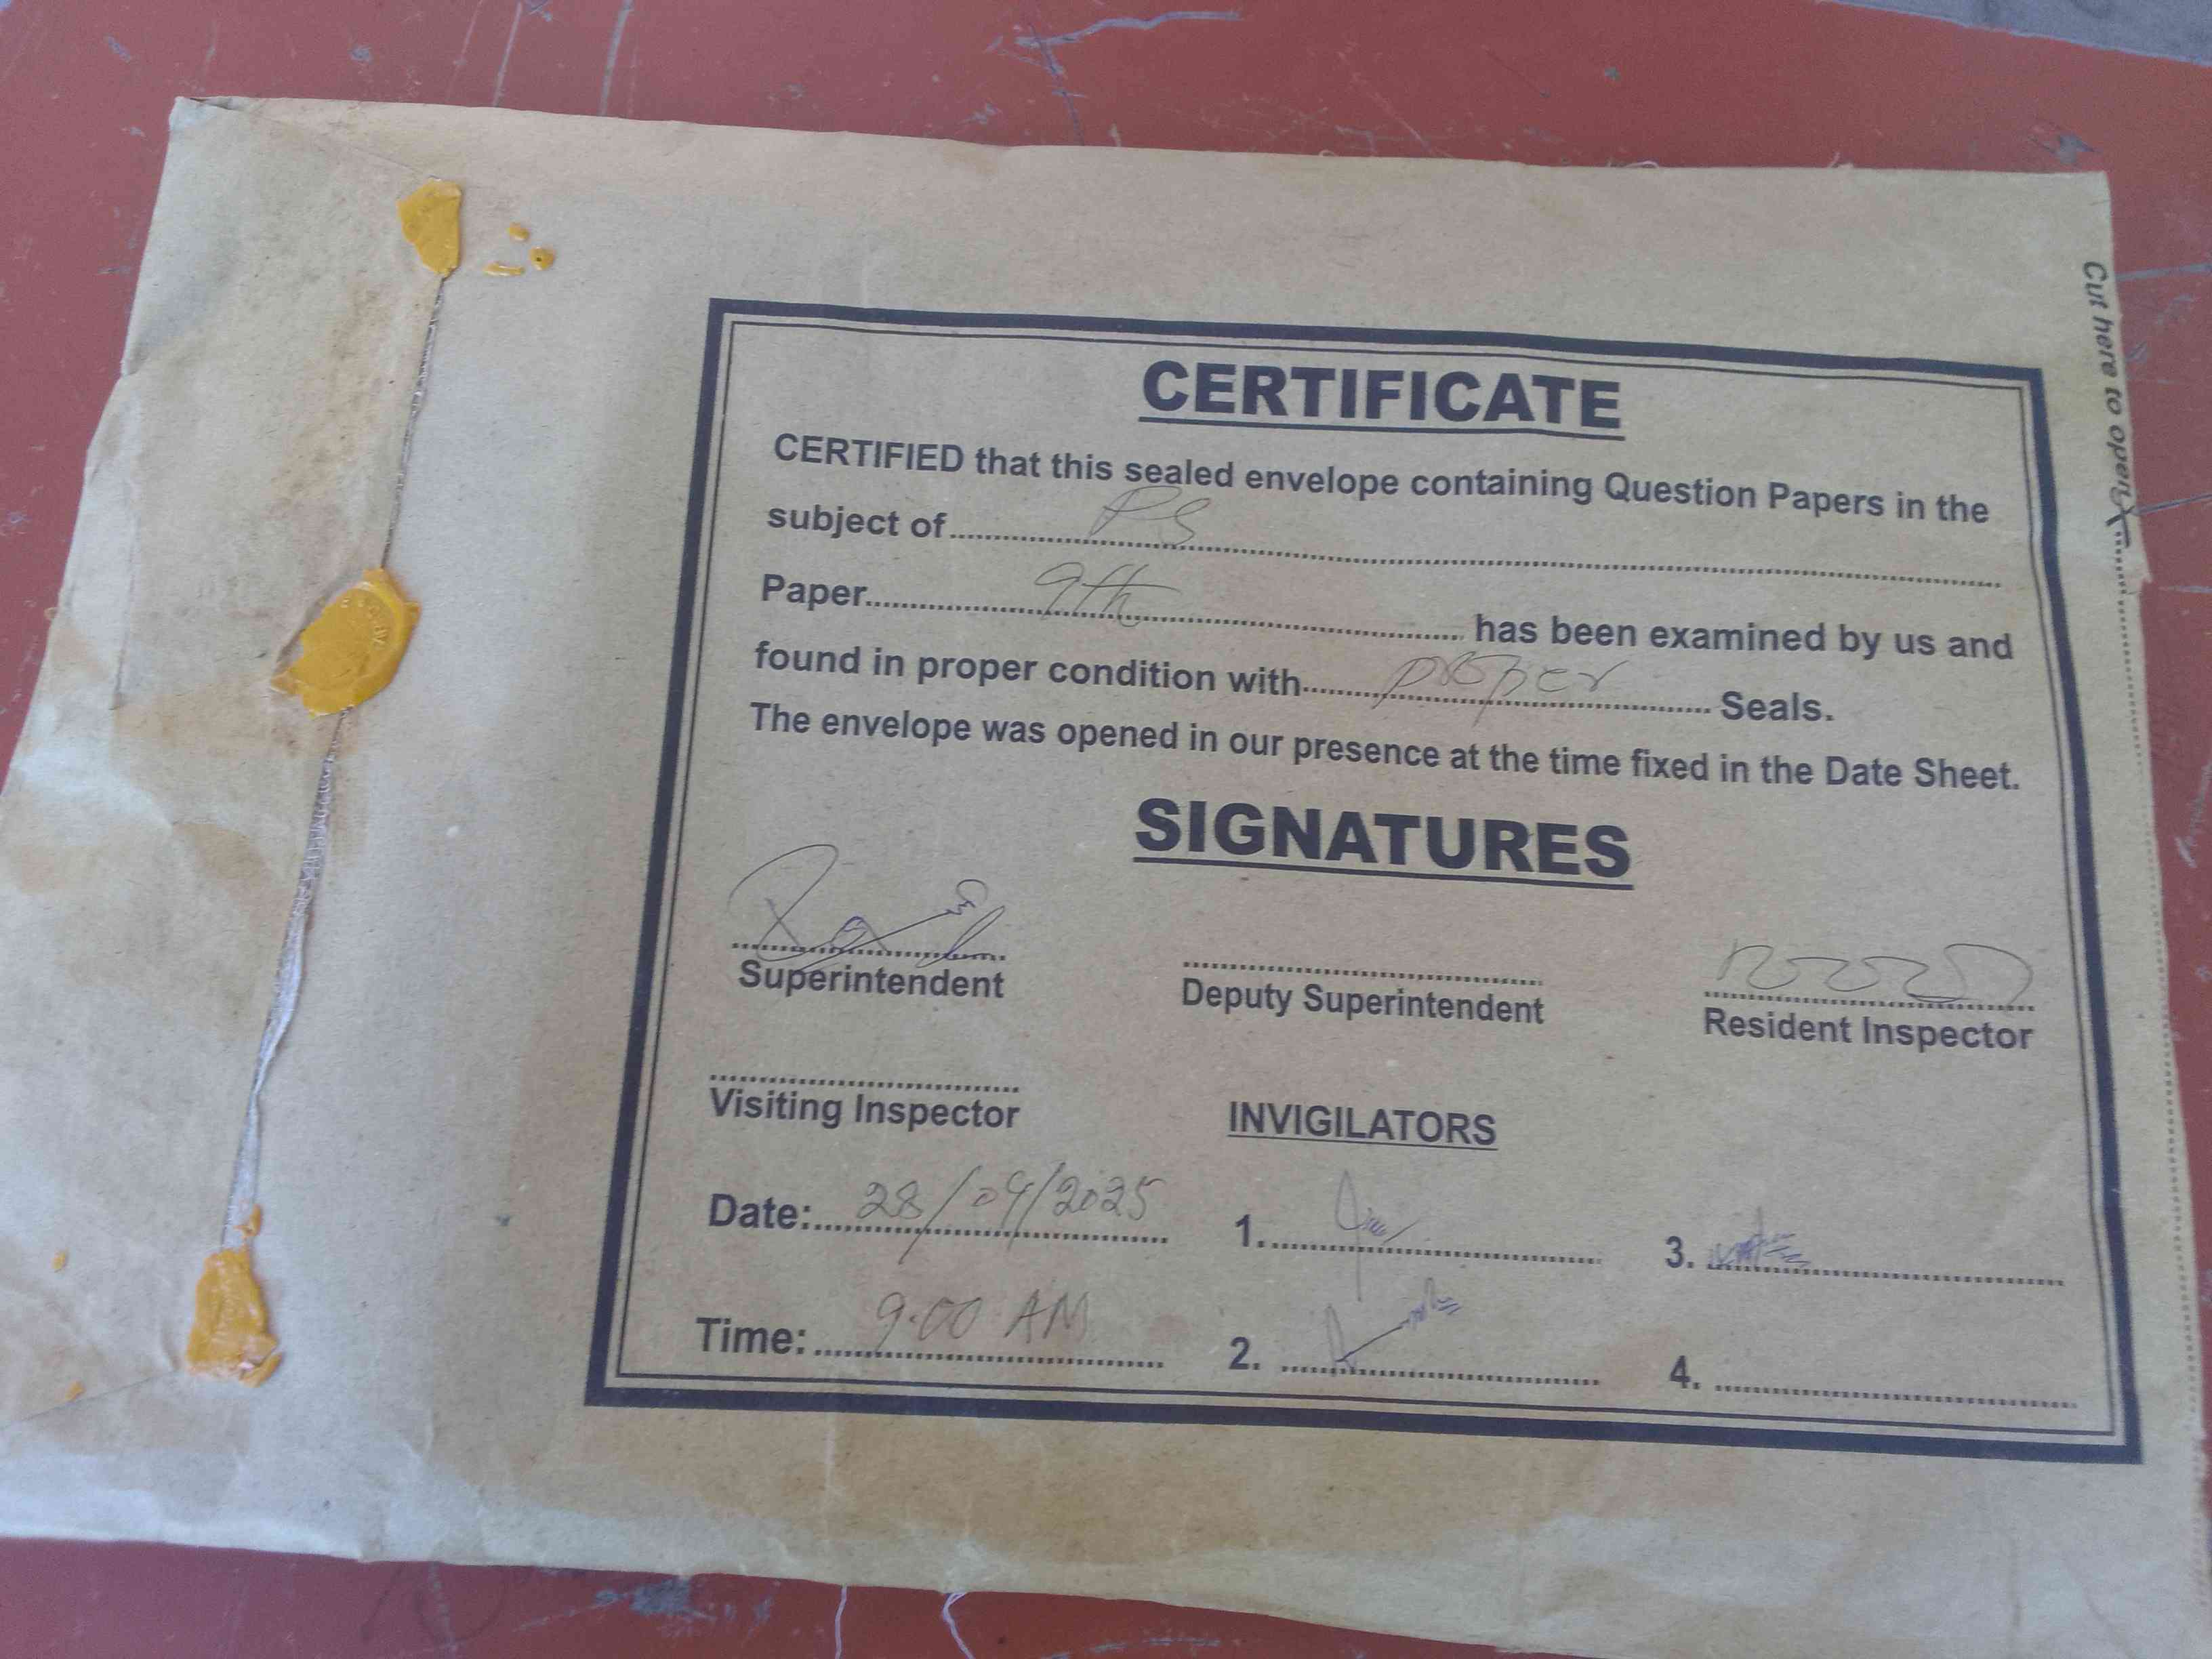 Cut here to open
CERTIFICATE
CERTIFIED that this sealed envelope containing Question Papers in the
subject of PS
Paper 9th has been examined by us and
found in proper condition with proper Seals.
The envelope was opened in our presence at the time fixed in the Date Sheet.
SIGNATURES
Superintendent Deputy Superintendent Resident Inspector
Visiting Inspector INVIGILATORS
Date: 28/04/2025 1. 3.
Time: 9:00 AM 2. 4.